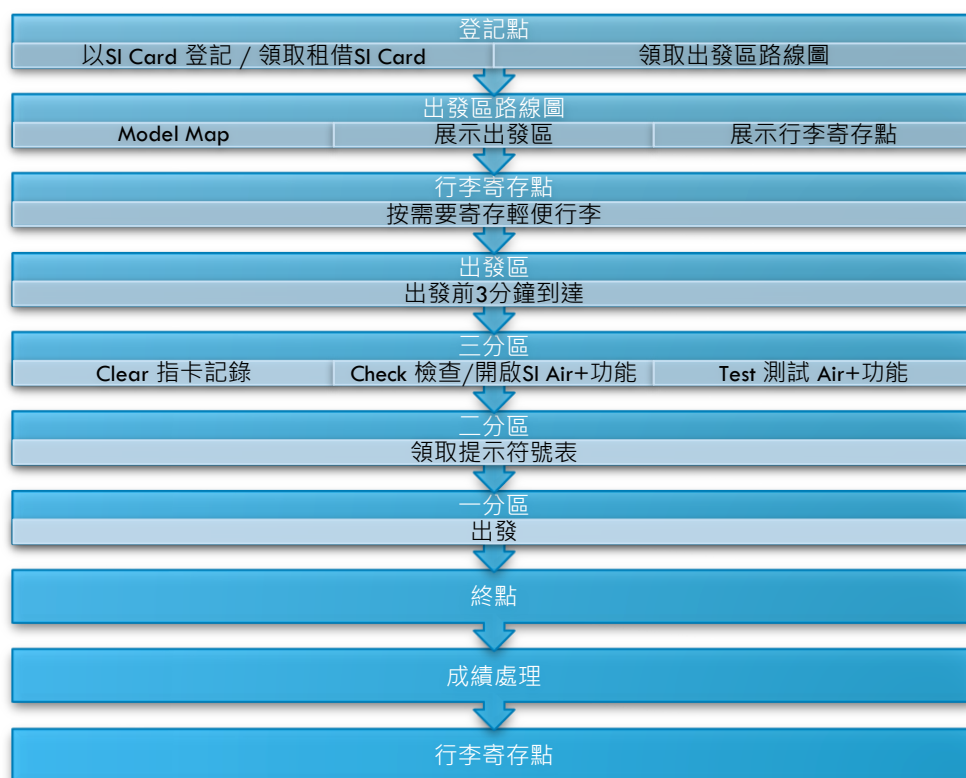 登記點
以SI Card 登記 / 領取租借SI Card
領取出發區路線圖
出發區路線圖
Model Map
展示出發區
展示行李寄存點
行李寄存點
按需要寄存輕便行李
出發區
出發前3分鐘到達
三分區
Clear 指卡記錄
Check 檢查/開啟SI Air+功能
Test 測試 Air+功能
二分區
領取提示符號表
一分區
出發
終點
成績處理
行李寄存點